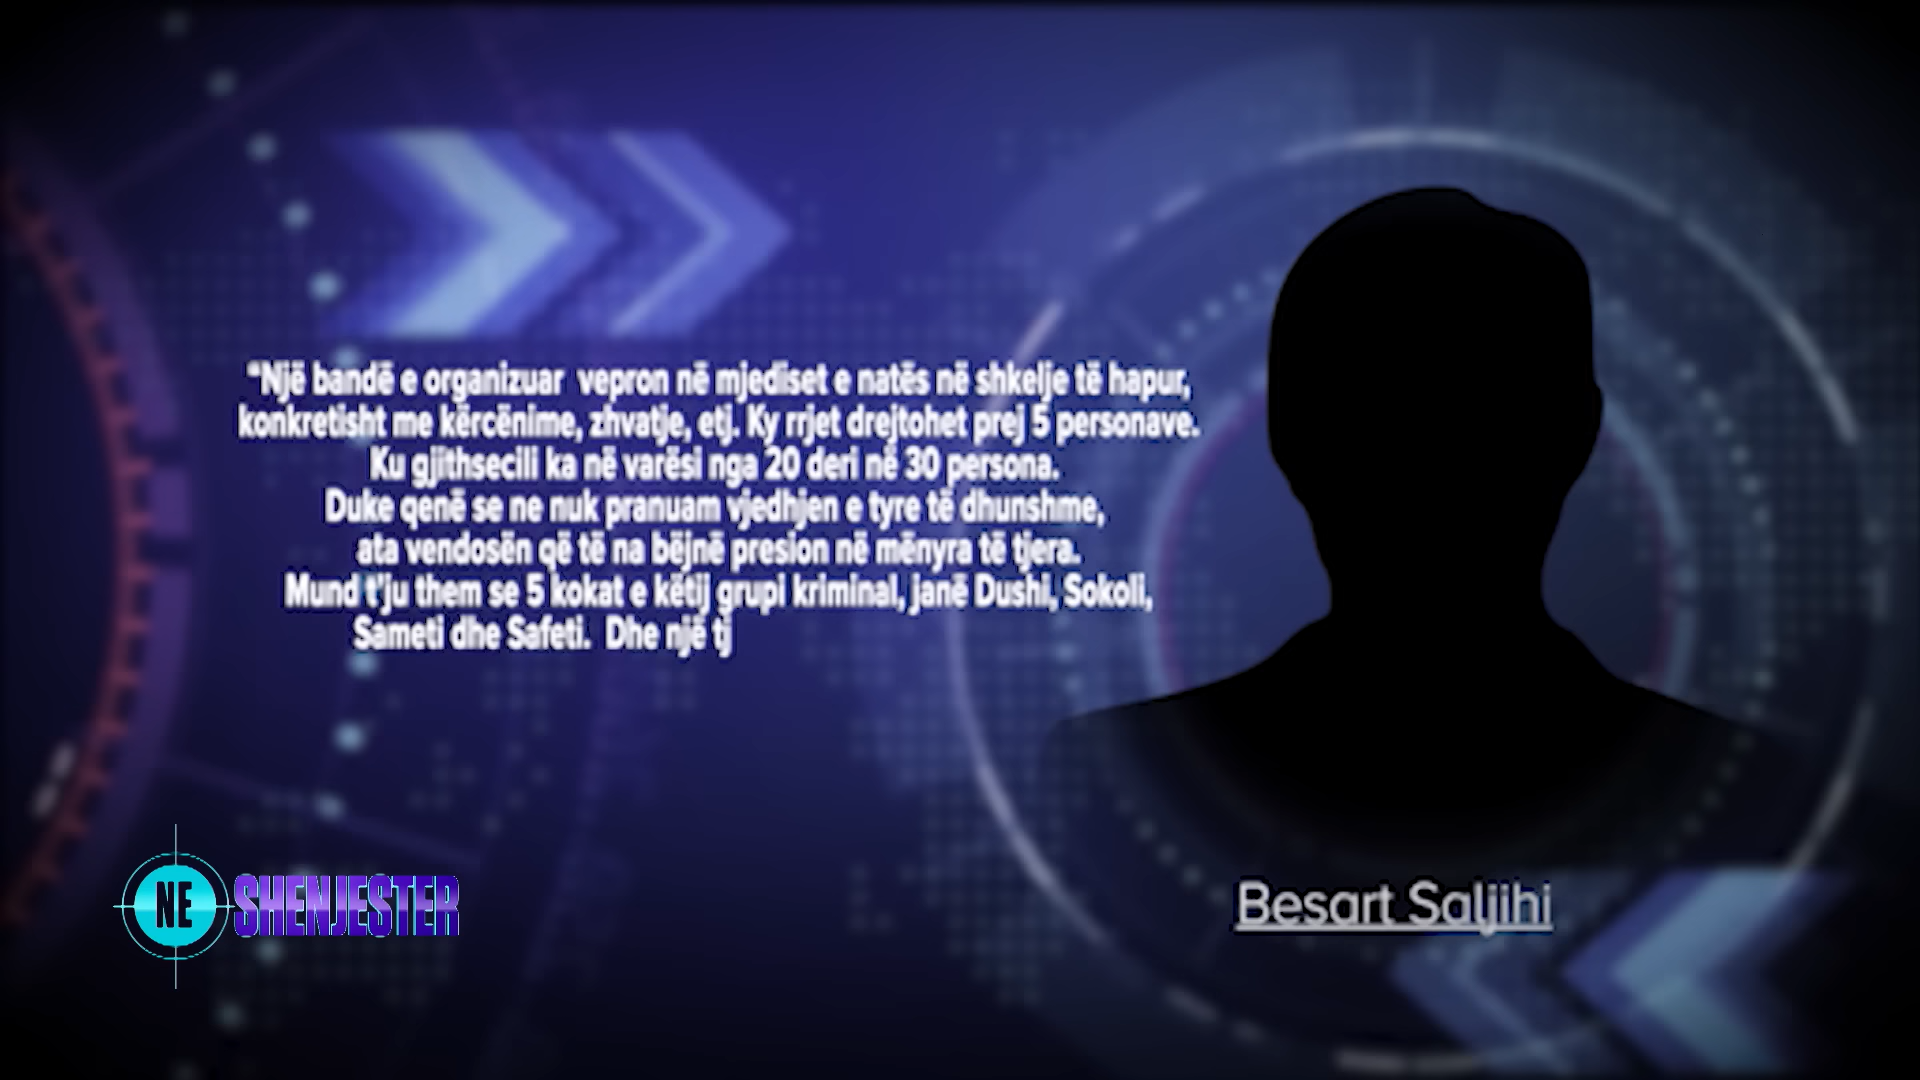 “Një bandë e organizuar vepron në mjediset e natës në shkelje të hapur,
konkretisht me kërcënime, zhvatje, etj. Ky rrjet drejtohet prej 5 personave.
Ku gjithsecili ka në varësi nga 20 deri në 30 persona.
Duke qenë se ne nuk pranuam vjedhjen e tyre të dhunshme,
ata vendosën që të na bëjnë presion në mënyra të tjera.
Mund t'ju them se 5 kokat e këtij grupi kriminal, janë Dushi, Sokoli,
Sameti dhe Safeti. Dhe një tj
NE SHENJESTER
Besart Saljihi